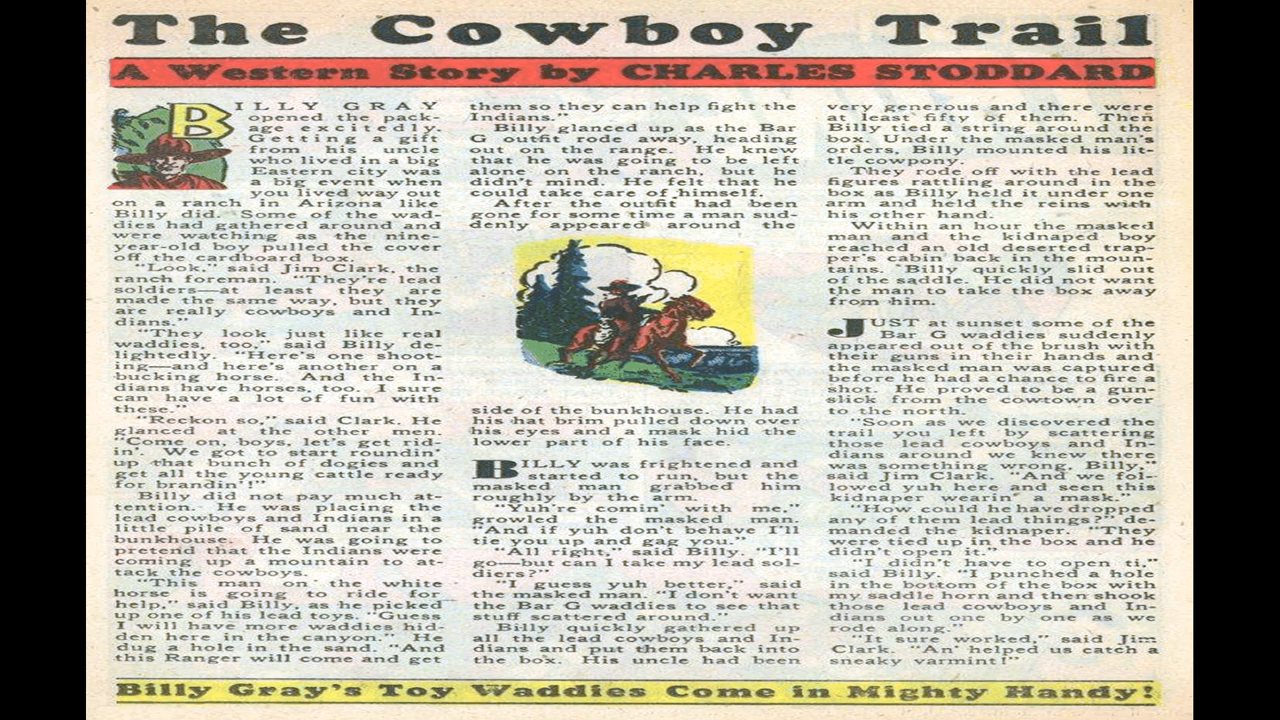 The Cowboy Trail
A Western Story by CHARLES STODDARD
BILLY GRAY
opened the pack-
age excitedly.
Getting a gift
from his uncle
who lived in a big
Eastern city was
a big event when
you lived way out
on a ranch in Arizona like
Billy did. Some of the wad-
dies had gathered around and
were watching as the nine-
year-old boy pulled the cover
off the cardboard box.
"Look," said Jim Clark, the
ranch foreman. "They're lead
soldiers—at least they are
made the same way, but they
are really cowboys and In-
dians."
"They look just like real
waddies, too," said Billy de-
lightedly. "Here's one shoot-
ing—and here's another on a
bucking horse. And the In-
dians have horses, too. I sure
can have a lot of fun with
these."
"Reckon so," said Clark. He
glanced at the other men.
"Come on, boys, let's get rid-
in'. We got to start roundin'
up that bunch of dogies and
get all the young cattle ready
for brandin'!"
Billy did not pay much at-
tention. He was placing the
lead cowboys and Indians in a
little pile of sand near the
bunkhouse. He was going to
pretend that the Indians were
coming up a mountain to at-
tack the cowboys.
"This man on the white
horse is going to ride for
help," said Billy, as he picked
up one of his lead toys. "Guess
I will have more waddies hid-
den here in the canyon." He
dug a hole in the sand. "And
this Ranger will come and get
them so they can help fight the
Indians."
Billy glanced up as the Bar
G outfit rode away, heading
out on the range. He knew
that he was going to be left
alone on the ranch, but he
didn't mind. He felt that he
could take care of himself.
After the outfit had been
gone for some time a man sud-
denly appeared around the
side of the bunkhouse. He had
his hat brim pulled down over
his eyes and a mask hid the
lower part of his face.
BILLY was frightened and
started to run, but the
masked man grabbed him
roughly by the arm.
"Yuh're comin' with me,"
growled the masked man.
"And if yuh don't behave I'll
tie you up and gag you."
"All right," said Billy. "I'll
go—but can I take my lead sol-
diers?"
"I guess yuh better," said
the masked man. "I don't want
the Bar G waddies to see that
stuff scattered around."
Billy quickly gathered up
all the lead cowboys and In-
dians and put them back into
the box. His uncle had been
very generous and there were
at least fifty of them. Then
Billy tied a string around the
box. Under the masked man's
orders, Billy mounted his lit-
tle cowpony.
They rode off with the lead
figures rattling around in the
box as Billy held it under one
arm and held the reins with
his other hand.
Within an hour the masked
man and the kidnaped boy
reached an old deserted trap-
per's cabin back in the moun-
tains. Billy quickly slid out
of the saddle. He did not want
the man to take the box away
from him.
JUST at sunset some of the
Bar G waddies suddenly
appeared out of the brush with
their guns in their hands and
the masked man was captured
before he had a chance to fire a
shot. He proved to be a gun-
slick from the cowtown over
to the north.
"Soon as we discovered the
trail you left by scattering
those lead cowboys and In-
dians around we knew there
was something wrong, Billy,"
said Jim Clark. "And we fol-
lowed yuh here and seen this
kidnaper wearin' a mask."
"How could he have dropped
any of them lead things?" de-
manded the kidnaper. "They
were tied up in the box and he
didn't open it."
"I didn't have to open it,"
said Billy. "I punched a hole
in the bottom of the box with
my saddle horn and then shook
those lead cowboys and In-
dians out one by one as we
rode along."
"It sure worked," said Jim
Clark. "An' helped us catch a
sneaky varmint!"
Billy Gray's Toy Waddies Come in Mighty Handy!